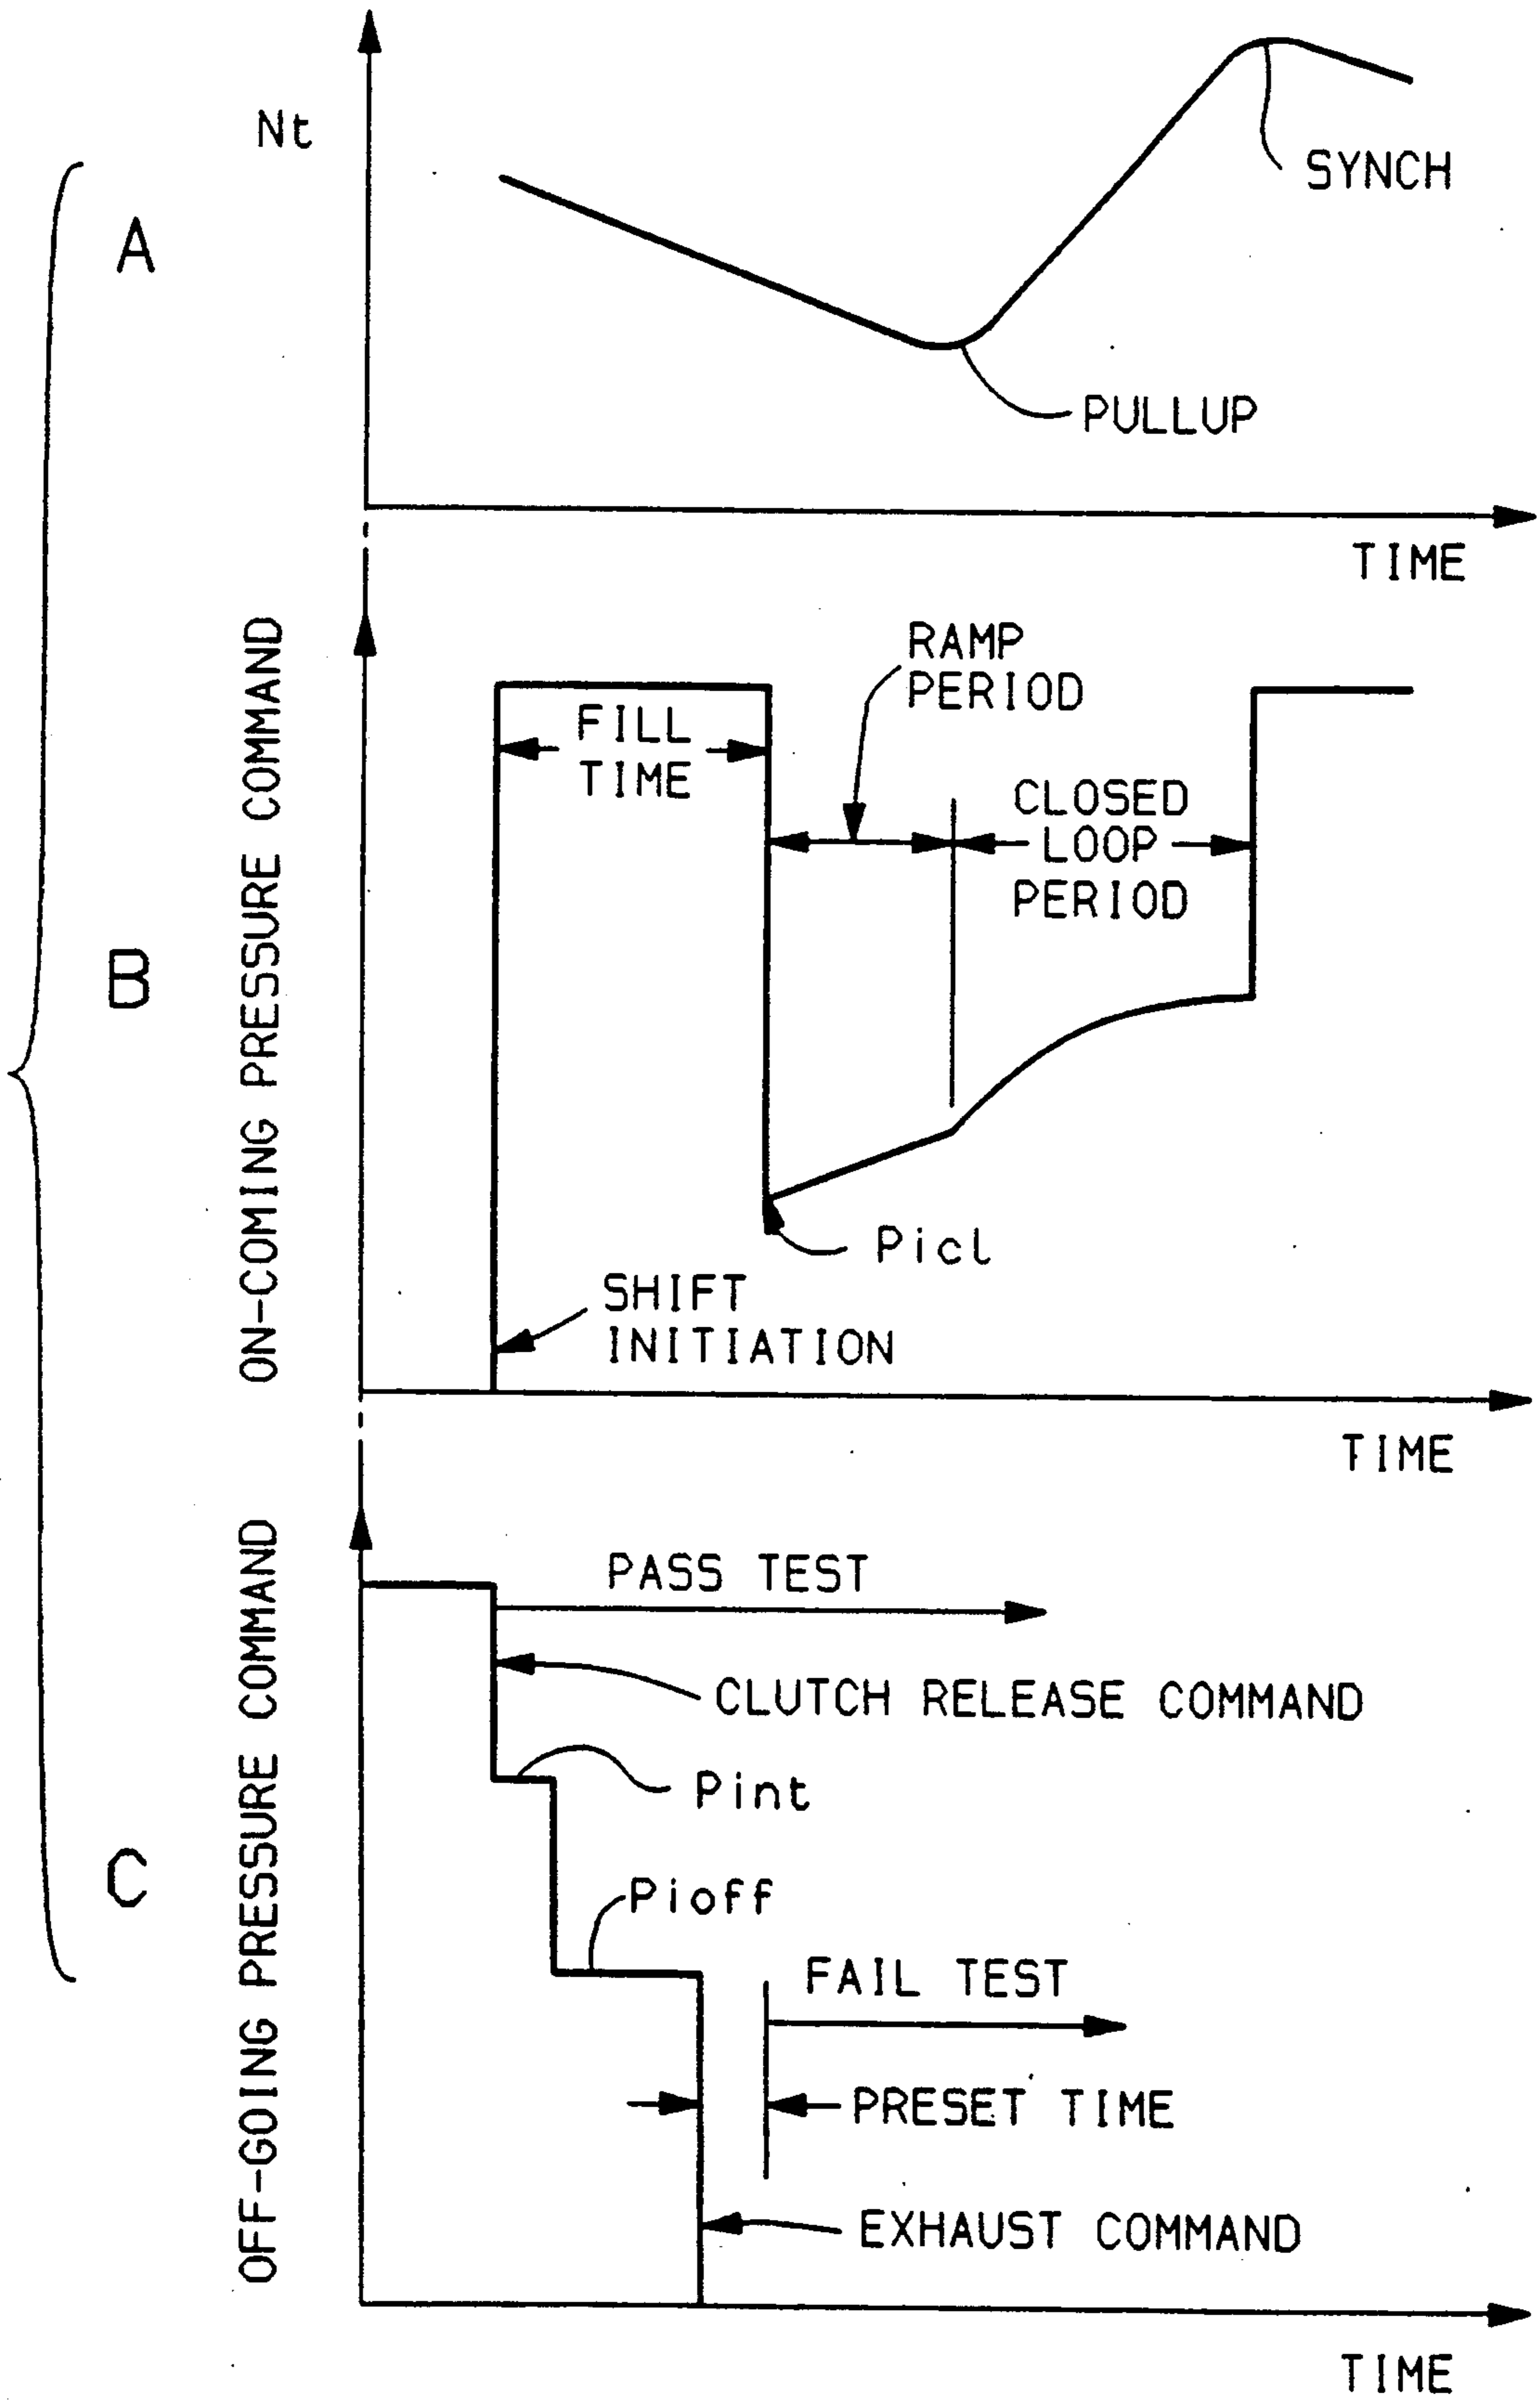 Nt
A
SYNCH
PULLUP
TIME
ON-COMING PRESSURE COMMAND
B
RAMP
PERIOD
FILL
TIME
CLOSED
LOOP
PERIOD
Picl
SHIFT
INITIATION
TIME
OFF-GOING PRESSURE COMMAND
C
PASS TEST
CLUTCH RELEASE COMMAND
Pint
Pioff
FAIL TEST
PRESET TIME
EXHAUST COMMAND
TIME